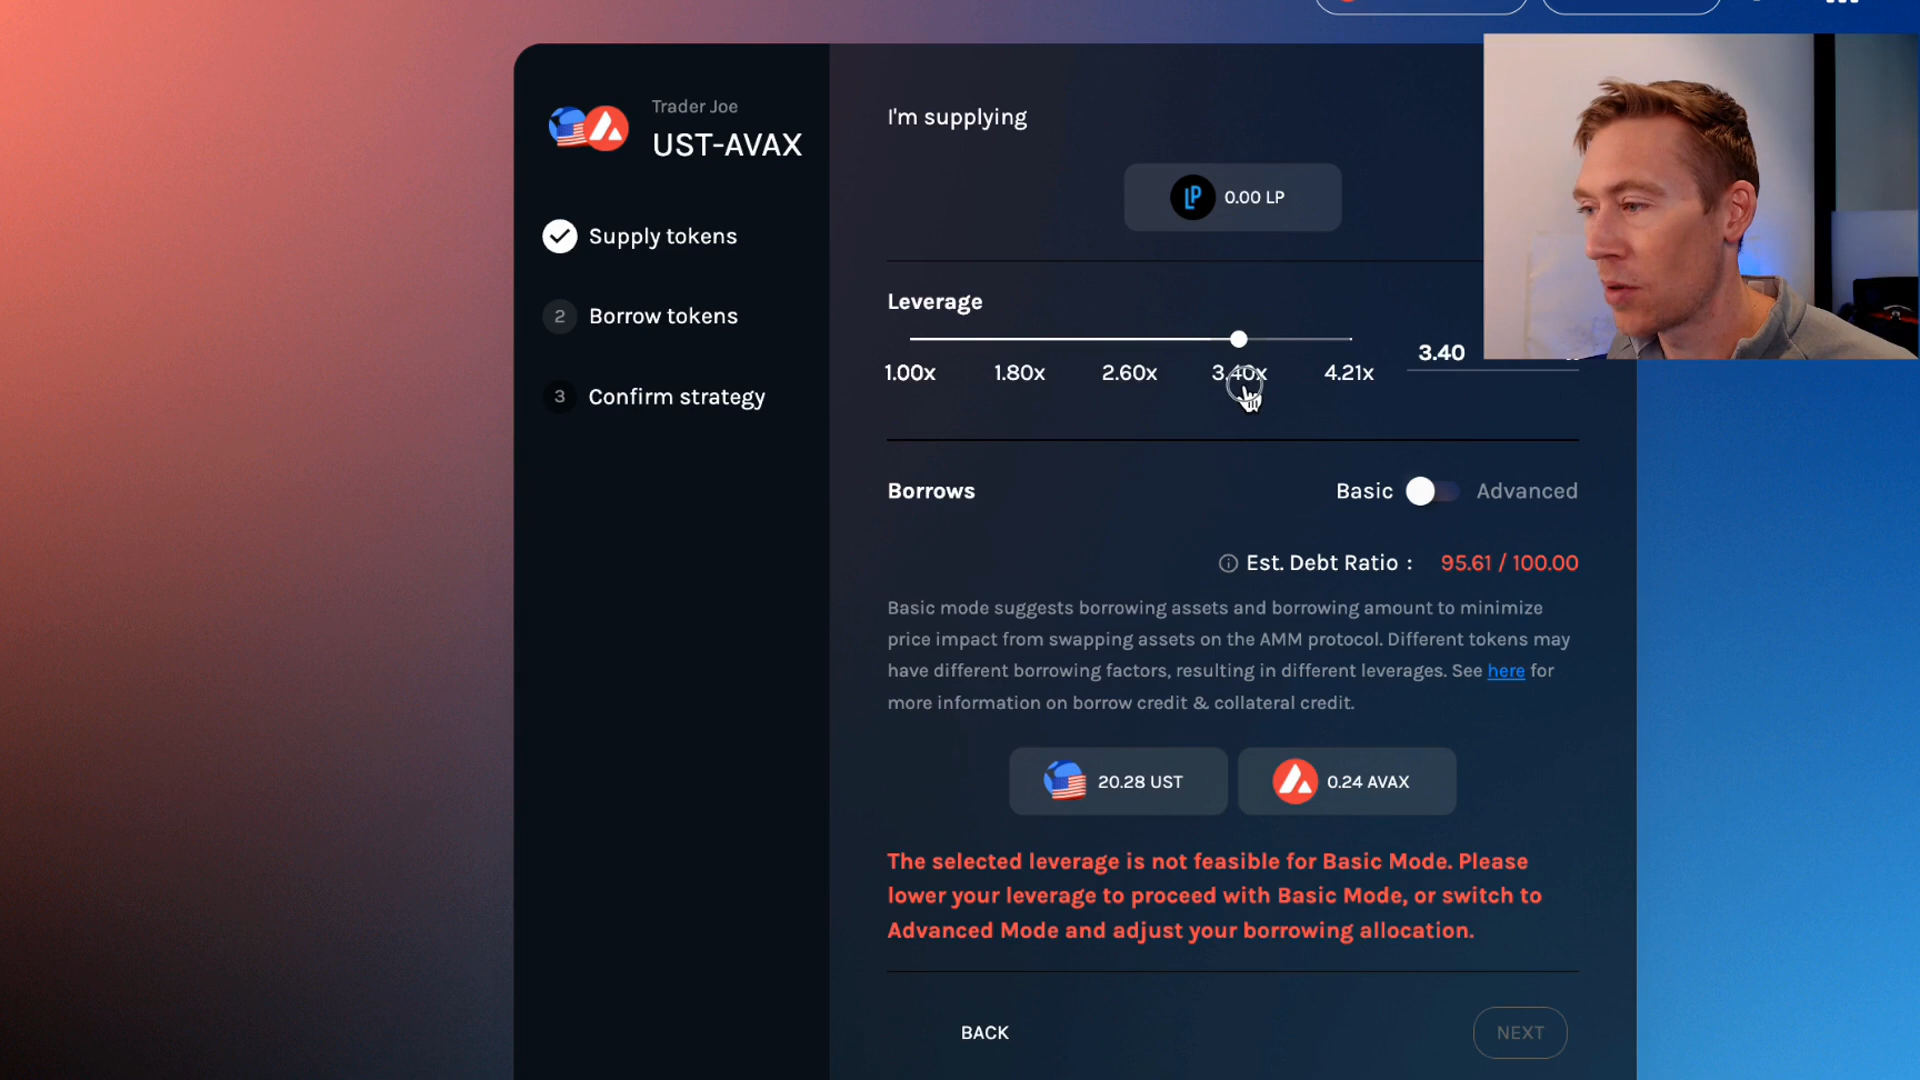 Trader Joe
UST-AVAX
Supply tokens
2 Borrow tokens
3 Confirm strategy
I'm supplying
0.00 LP
Leverage
3.40
1.00x 1.80x 2.60x 3.40x 4.21x
Borrows
Basic Advanced
Est. Debt Ratio : 95.61 / 100.00
Basic mode suggests borrowing assets and borrowing amount to minimize
price impact from swapping assets on the AMM protocol. Different tokens may
have different borrowing factors, resulting in different leverages. See here for
more information on borrow credit & collateral credit.
20.28 UST 0.24 AVAX
The selected leverage is not feasible for Basic Mode. Please
lower your leverage to proceed with Basic Mode, or switch to
Advanced Mode and adjust your borrowing allocation.
BACK NEXT